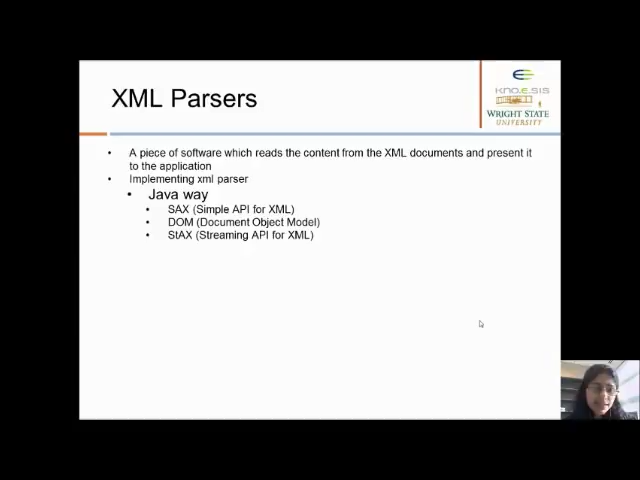 XML Parsers
KNO.E.SIS
WRIGHT STATE
UNIVERSITY
• A piece of software which reads the content from the XML documents and present it
to the application
• Implementing xml parser
• Java way
• SAX (Simple API for XML)
• DOM (Document Object Model)
• StAX (Streaming API for XML)